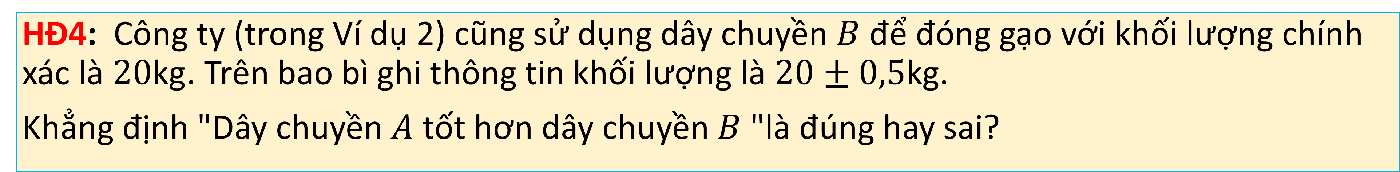 HĐ4: Công ty (trong Ví dụ 2) cũng sử dụng dây chuyền B để đóng gạo với khối lượng chính
xác là 20kg. Trên bao bì ghi thông tin khối lượng là 20 ± 0,5kg.
Khẳng định "Dây chuyền A tốt hơn dây chuyền B "là đúng hay sai?